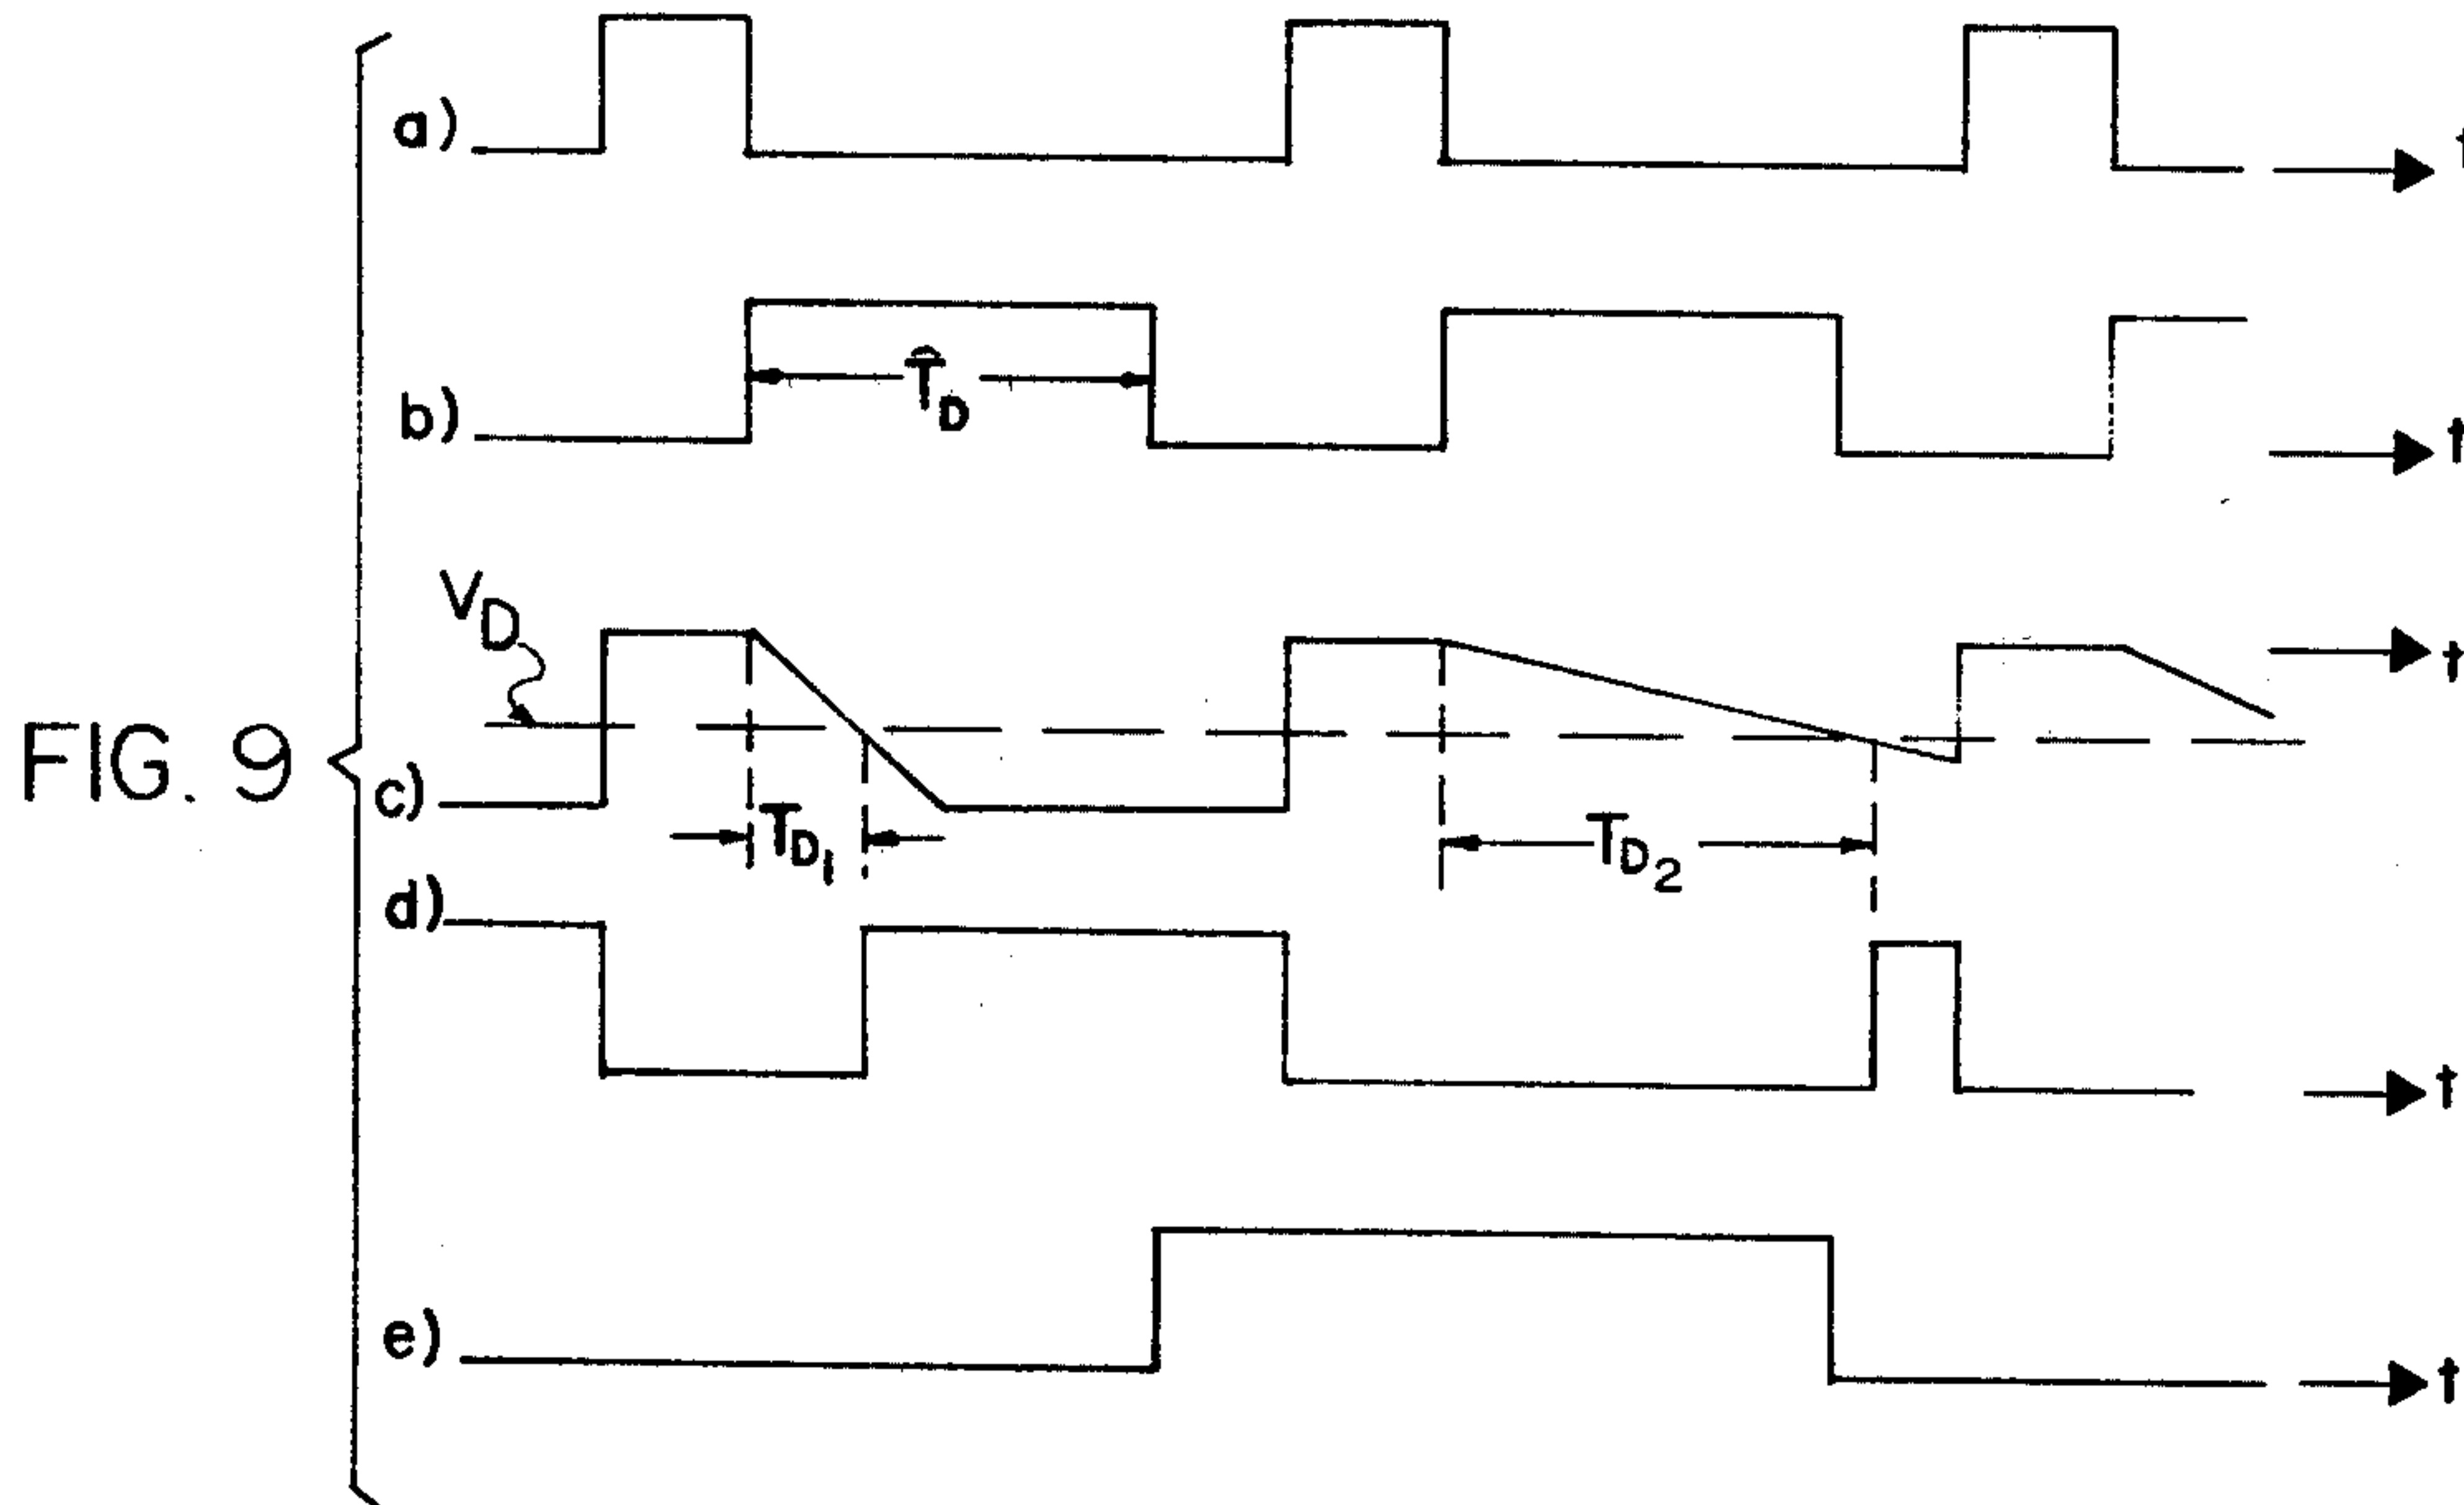 a) t
T̂D
b) t
VD
t
FIG. 9
c)
TD1
TD2
d)
t
e) t